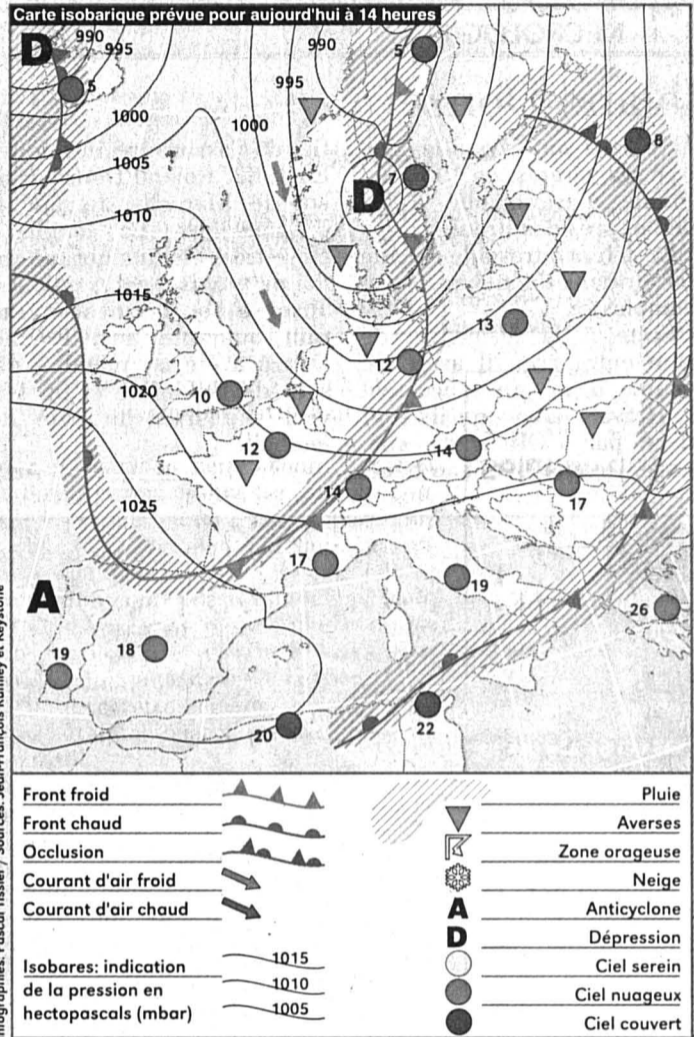 Carte isobarique prévue pour aujourd'hui à 14 heures
990
D
995
5
1000
1005
1010
1015
1020
1025
990
995
1000
5
8
7
D
13
12
10
12
14
14
17
17
19
26
A
19
18
20
22
Front froid
Front chaud
Occlusion
Courant d'air froid
Courant d'air chaud
Isobares: indication
de la pression en
hectopascals (mbar)
1015
1010
1005
Pluie
Averses
Zone orageuse
Neige
A Anticyclone
D Dépression
Ciel serein
Ciel nuageux
Ciel couvert